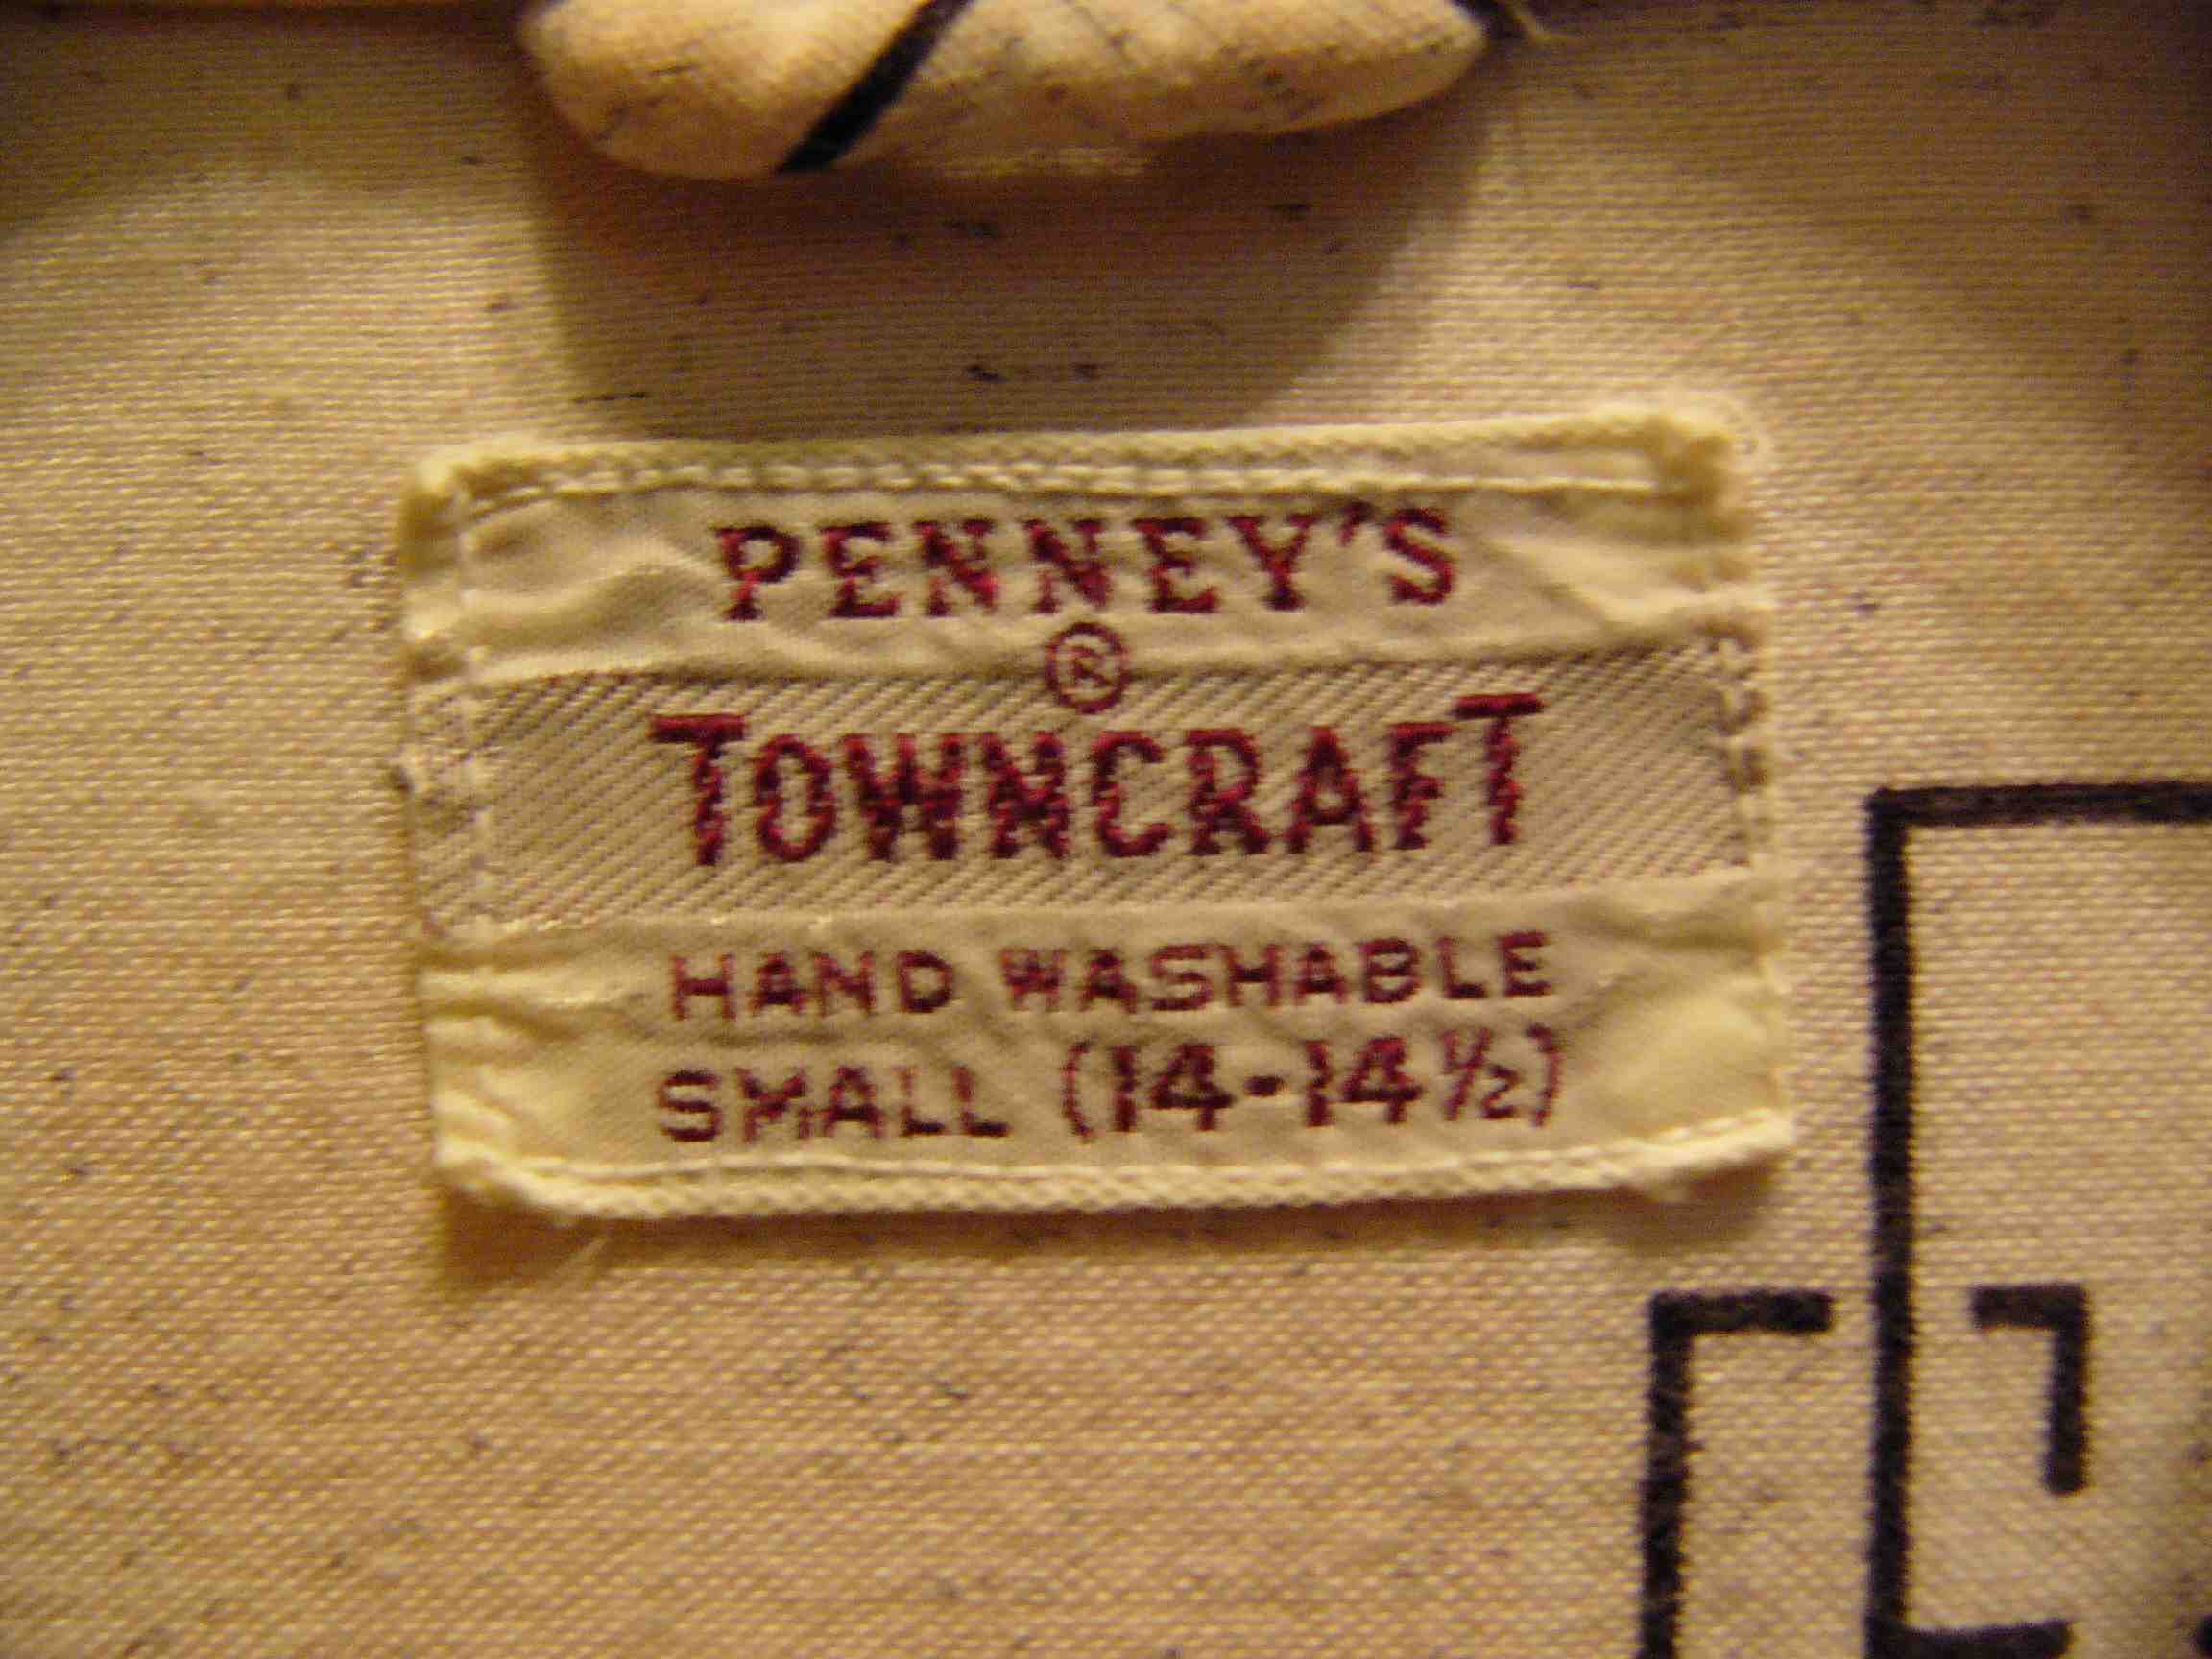 PENNEY'S
®
TOWNCRAFT
HAND WASHABLE
SMALL (14-14½)